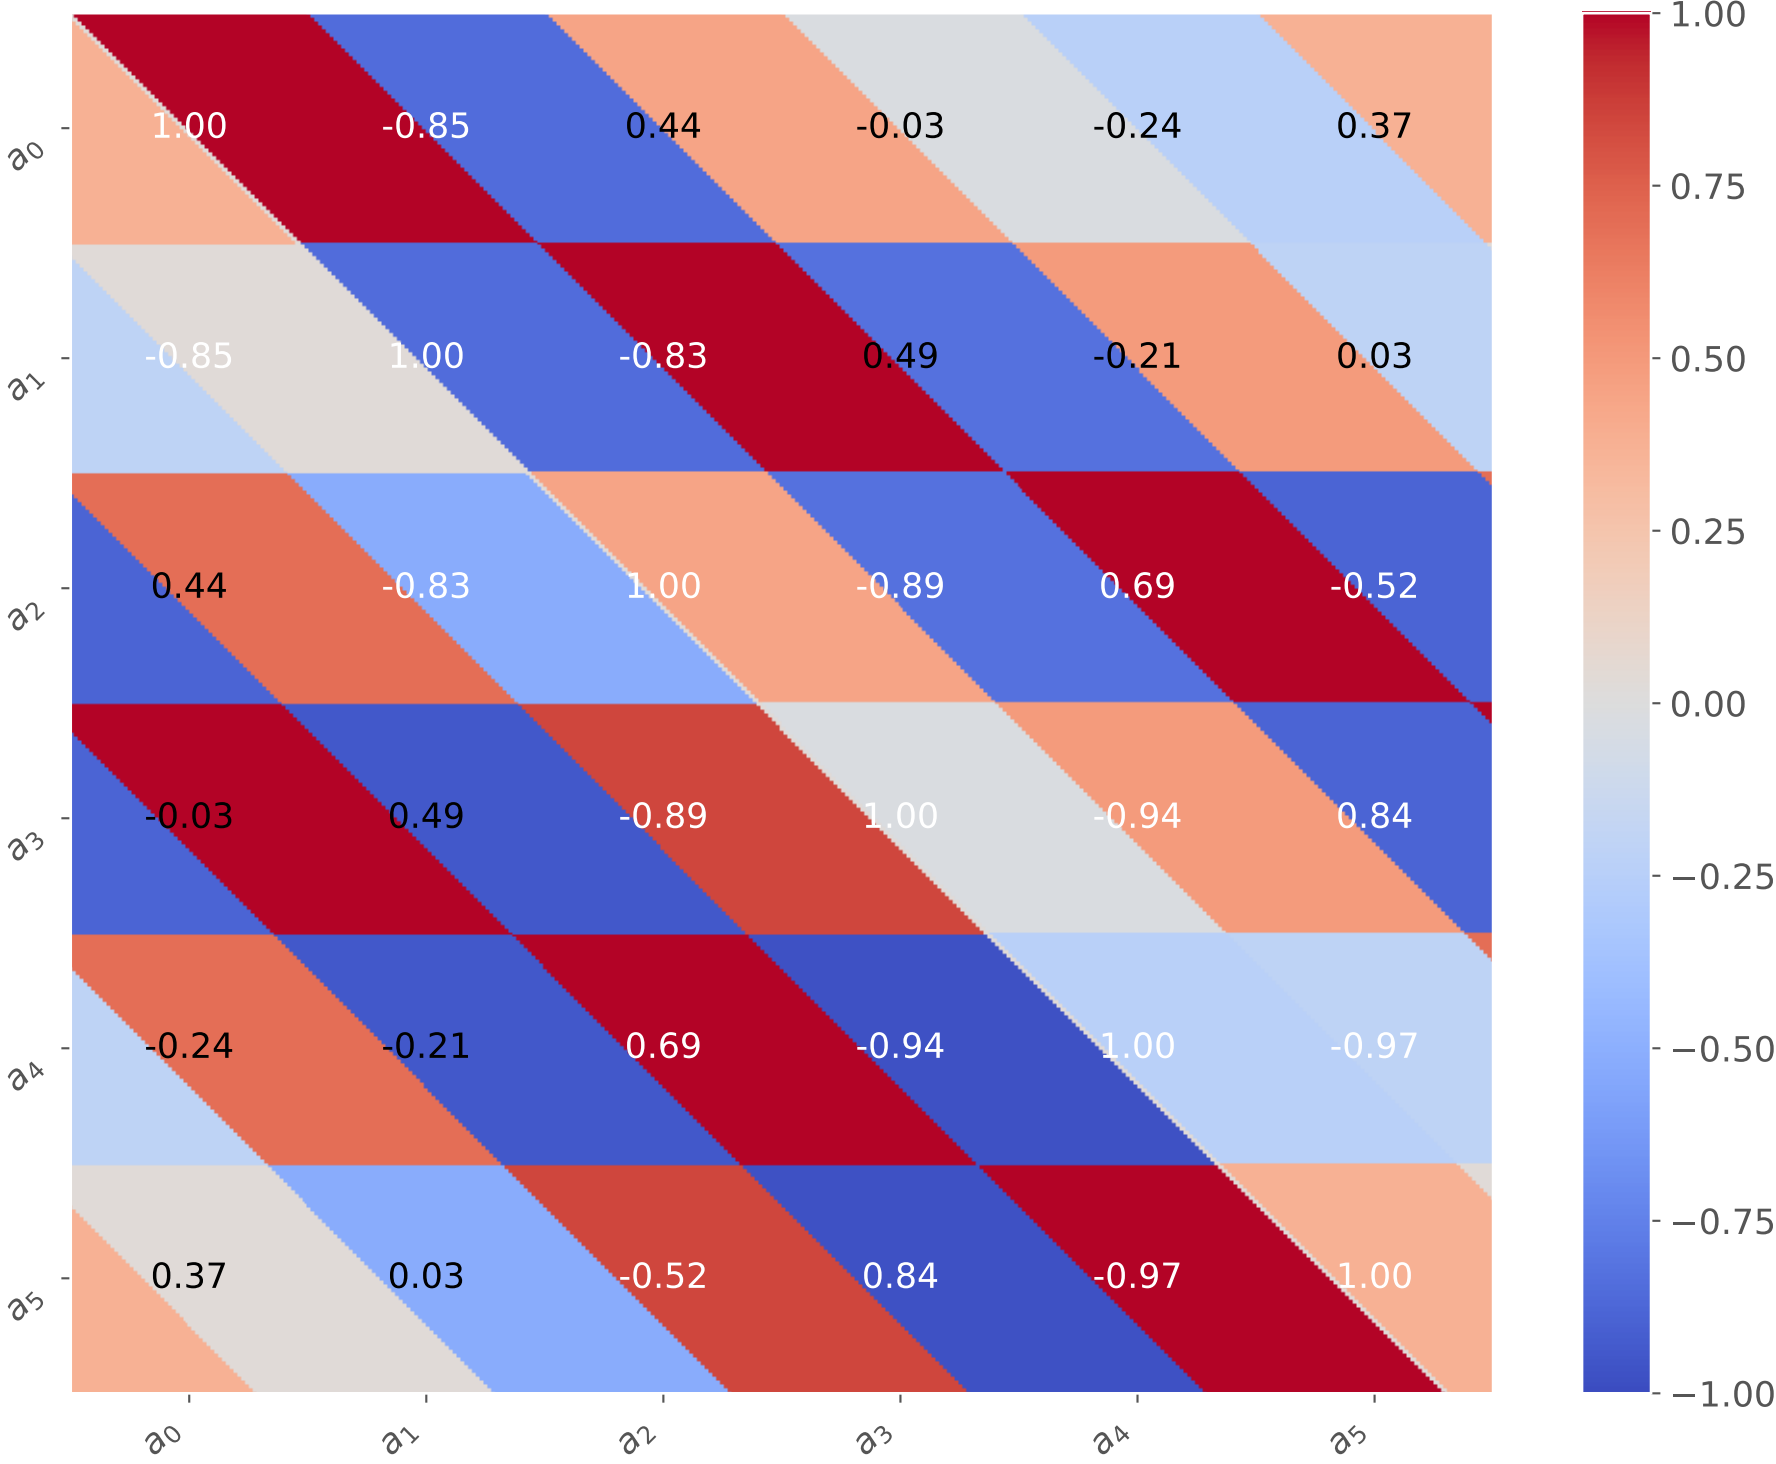 1.00
a0 1.00 -0.85 0.44 -0.03 -0.24 0.37
0.75
a1 -0.85 1.00 -0.83 0.49 -0.21 0.03
0.50
0.25
a2 0.44 -0.83 1.00 -0.89 0.69 -0.52
0.00
a3 -0.03 0.49 -0.89 1.00 -0.94 0.84
−0.25
a4 -0.24 -0.21 0.69 -0.94 1.00 -0.97
−0.50
−0.75
a5 0.37 0.03 -0.52 0.84 -0.97 1.00
−1.00
a0 a1 a2 a3 a4 a5